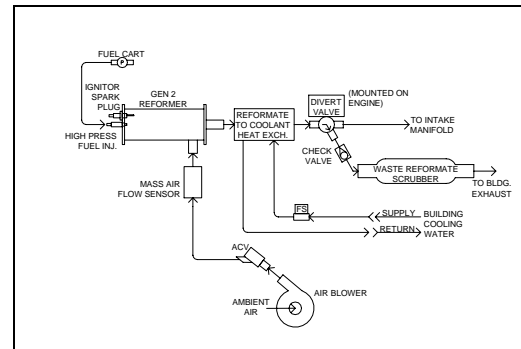 FUEL CART
P
IGNITOR
SPARK
PLUG
GEN 2
REFORMER
HIGH PRESS
FUEL INJ.
MASS AIR
FLOW SENSOR
REFORMATE
TO COOLANT
HEAT EXCH.
DIVERT
VALVE
(MOUNTED ON
ENGINE)
TO INTAKE
MANIFOLD
CHECK
VALVE
WASTE REFORMATE
SCRUBBER
TO BLDG.
EXHAUST
FS
SUPPLY
RETURN
BUILDING
COOLING
WATER
ACV
AIR BLOWER
AMBIENT
AIR